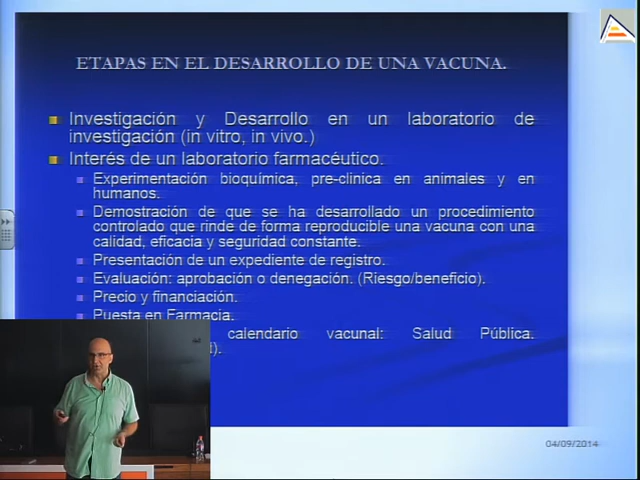 ETAPAS EN EL DESARROLLO DE UNA VACUNA.
Investigación y Desarrollo en un laboratorio de
investigación (in vitro, in vivo.)
Interés de un laboratorio farmacéutico.
Experimentación bioquímica, pre-clinica en animales y en
humanos.
Demostración de que se ha desarrollado un procedimiento
controlado que rinde de forma reproducible una vacuna con una
calidad, eficacia y seguridad constante.
Presentación de un expediente de registro.
Evaluación: aprobación o denegación. (Riesgo/beneficio).
Precio y financiación.
Puesta en Farmacia.
calendario vacunal: Salud Pública.
04/09/2014